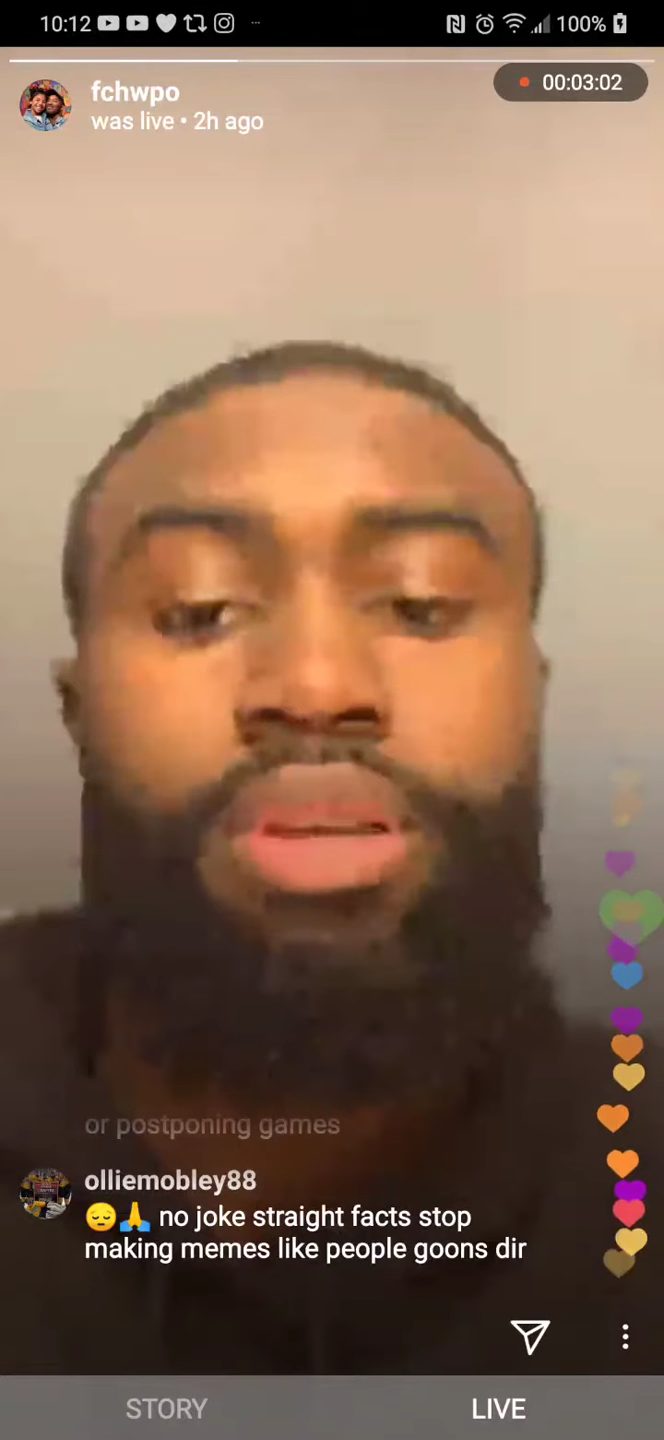 10:12
100%
fchwpo
was live • 2h ago
00:03:02
or postponing games
olliemobley88
😔🙏 no joke straight facts stop
making memes like people goons dir
STORY
LIVE